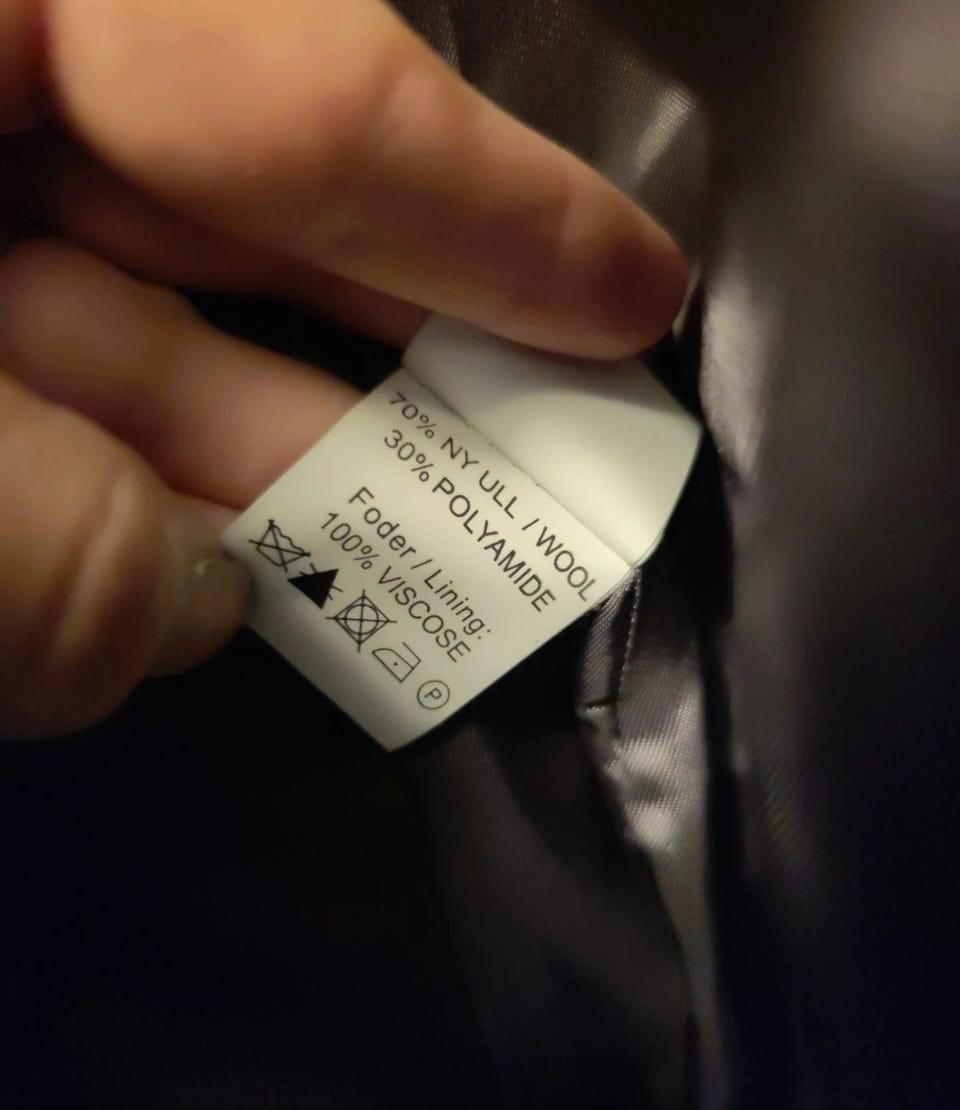 70% NY ULL / WOOL
30% POLYAMIDE
Foder / Lining:
100% VISCOSE
P